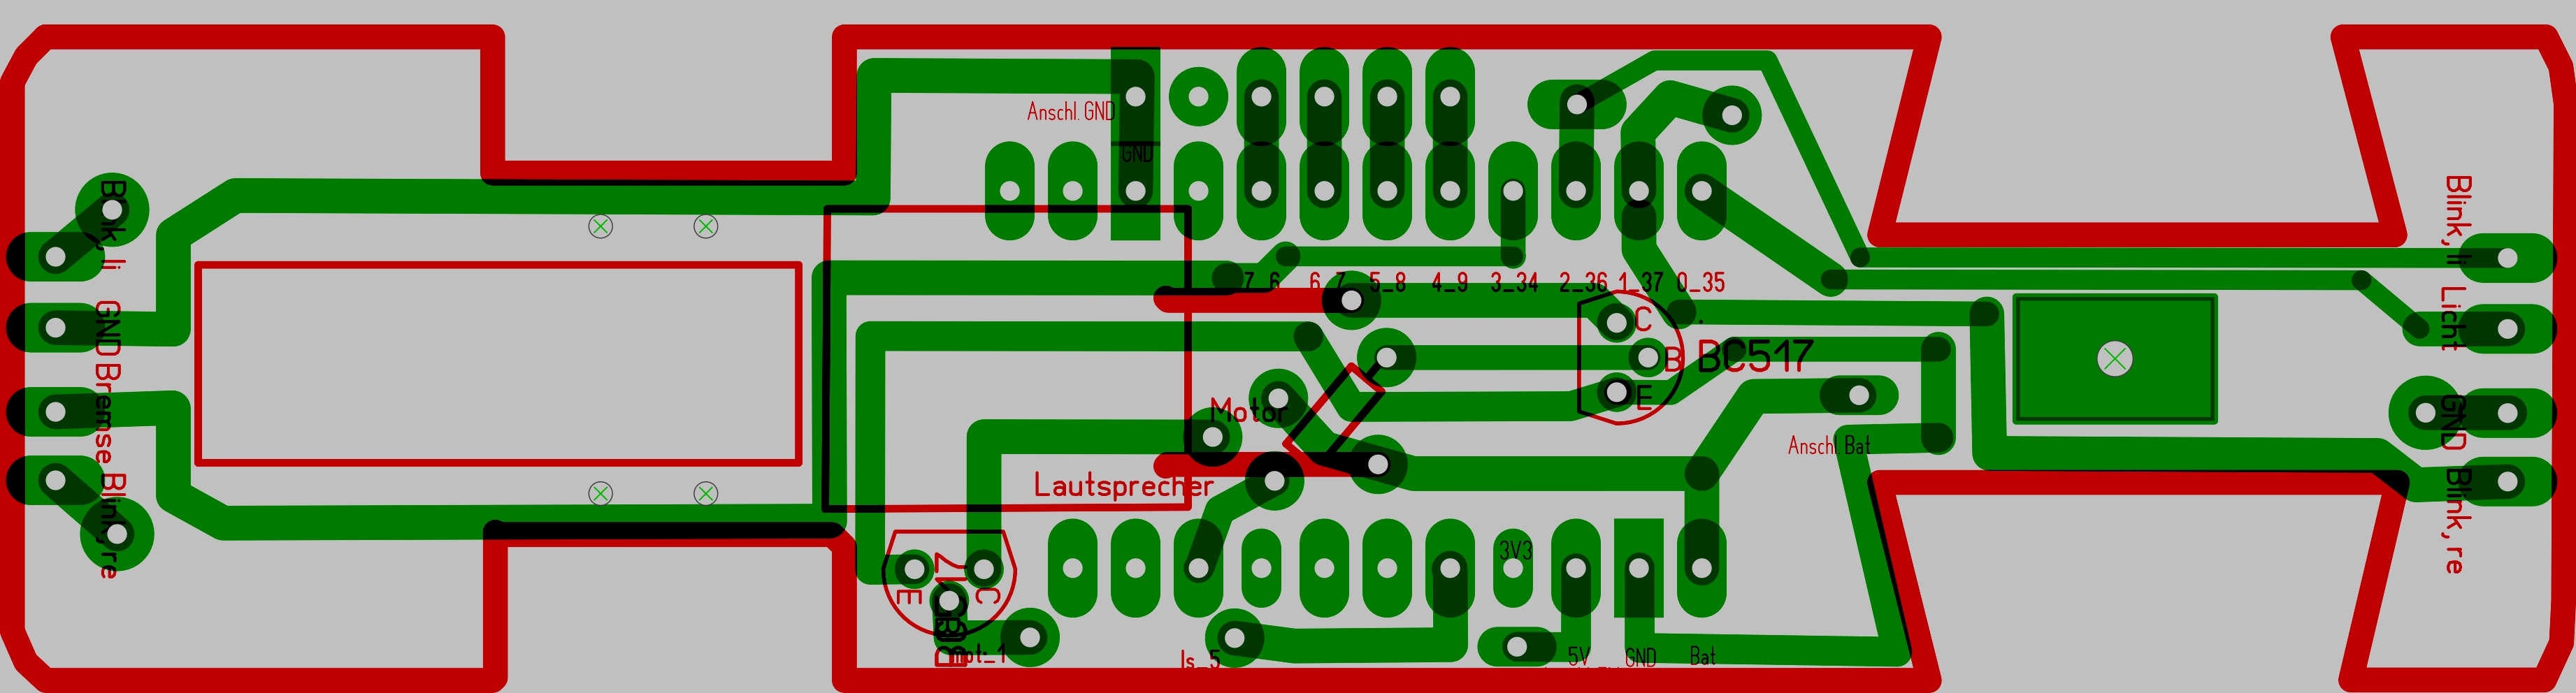 Anschl. GND
GND
Blink, li
GND
Bremse
Blink, re
7_6 6_7 5_8 4_9 3_34 2_36 1_37 0_35
C
B
E
BC517
Motor
Lautsprecher
Anschl Bat
3V3
E
C
mot_1
ls_5
5V
GND
Bat
Blink, li
Licht
GND
Blink, re